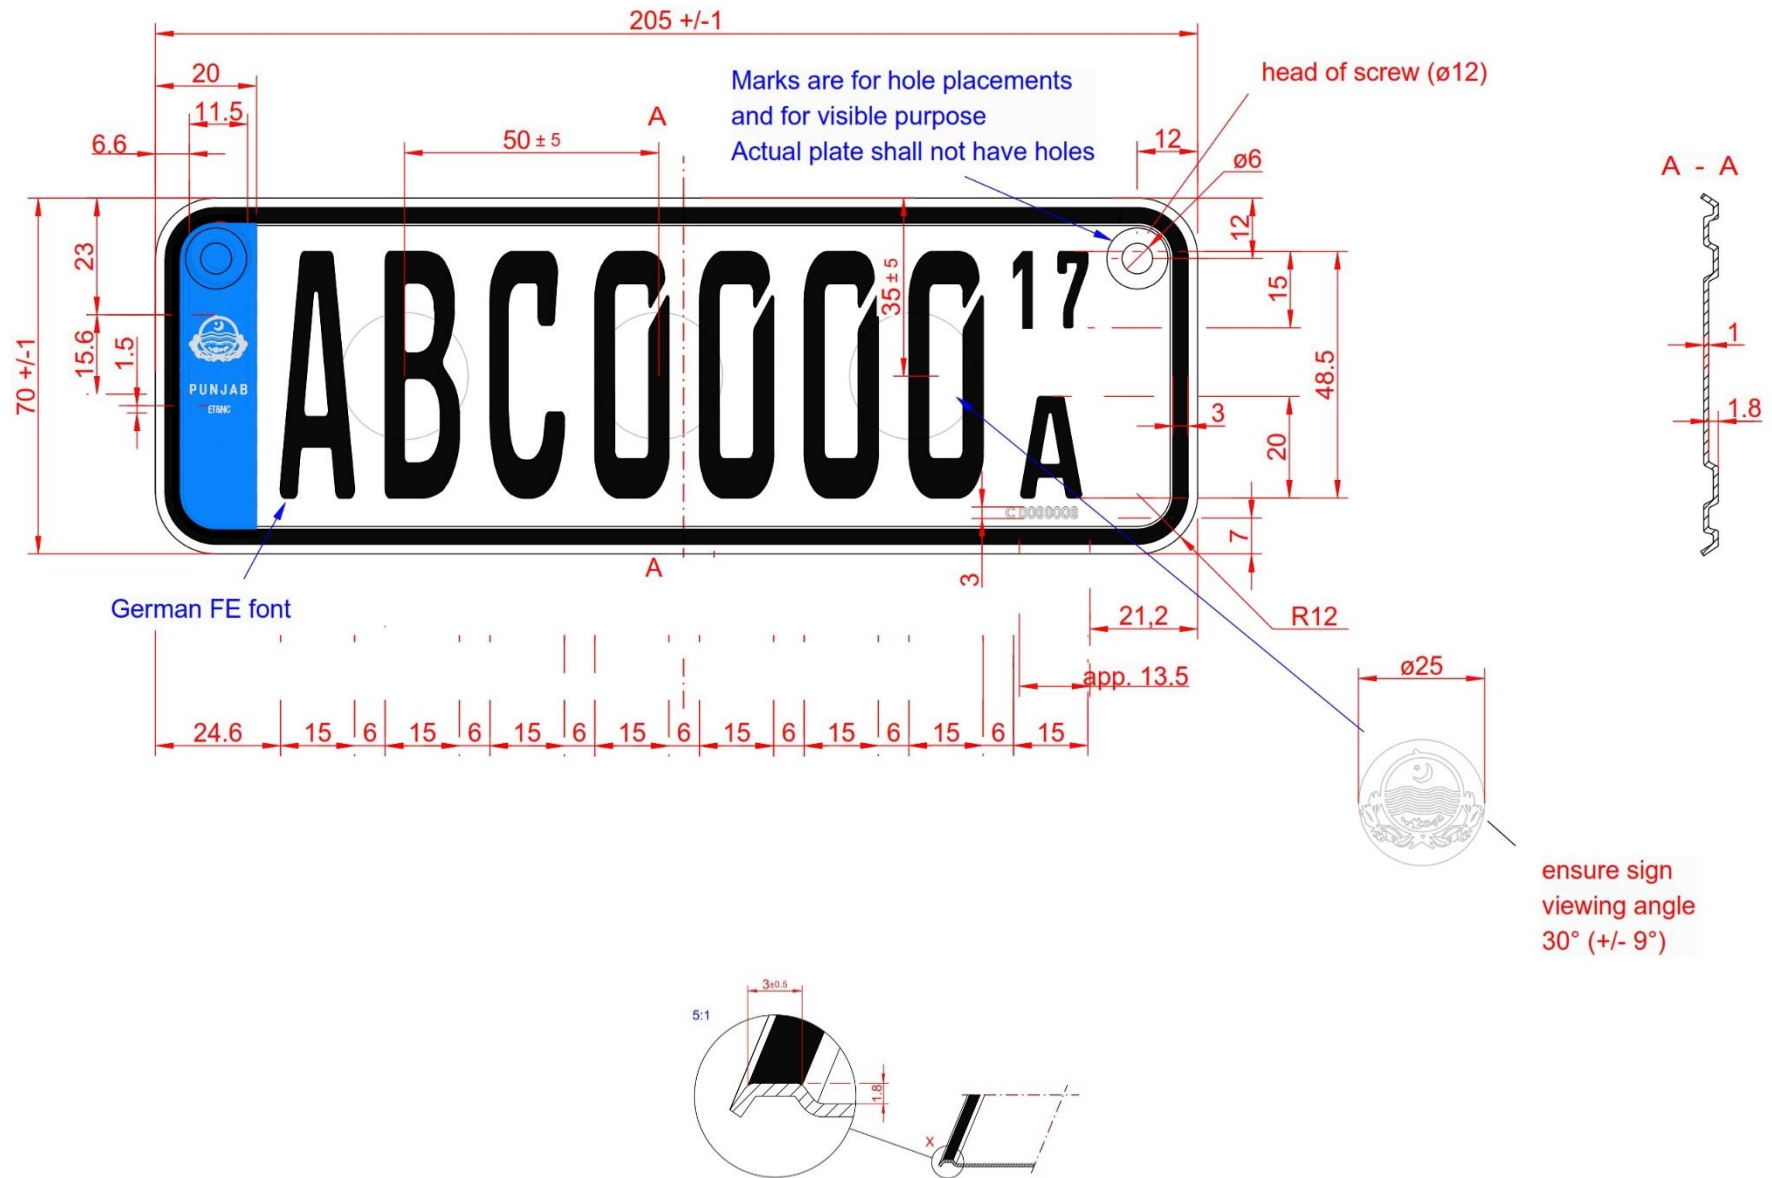 205 +/-1
20
11.5
6.6
50 ± 5
A
Marks are for hole placements
and for visible purpose
Actual plate shall not have holes
head of screw (ø12)
12
ø6
12
A - A
70 +/-1
23
15.6
1.5
PUNJAB
ET&NC
ABC0000
17
A
35 ± 5
15
48.5
20
3
7
3
1
1.8
A
German FE font
R12
21,2
app. 13.5
24.6 15 6 15 6 15 6 15 6 15 6 15 6 15 6 15
ø25
ensure sign
viewing angle
30° (+/- 9°)
5:1
3±0.5
1.8
X